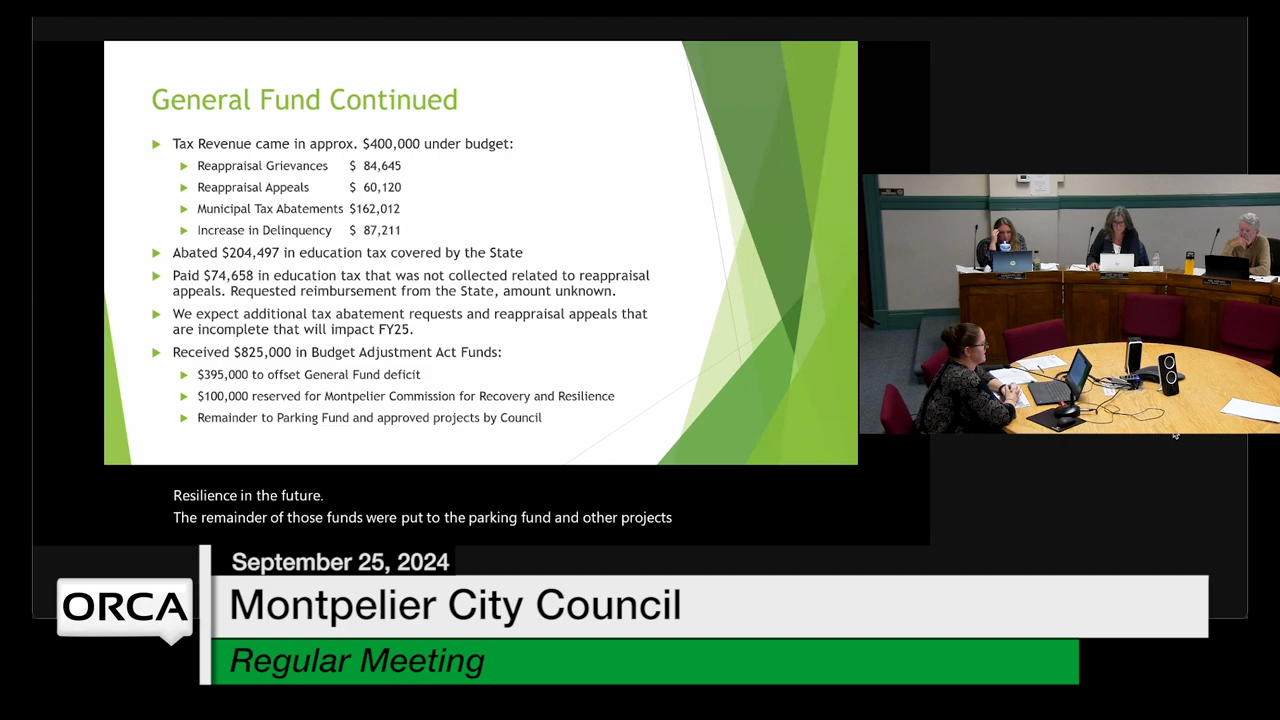 General Fund Continued
Tax Revenue came in approx. $400,000 under budget:
Reappraisal Grievances $ 84,645
Reappraisal Appeals $ 60,120
Municipal Tax Abatements $162,012
Increase in Delinquency $ 87,211
Abated $204,497 in education tax covered by the State
Paid $74,658 in education tax that was not collected related to reappraisal
appeals. Requested reimbursement from the State, amount unknown.
We expect additional tax abatement requests and reappraisal appeals that
are incomplete that will impact FY25.
Received $825,000 in Budget Adjustment Act Funds:
$395,000 to offset General Fund deficit
$100,000 reserved for Montpelier Commission for Recovery and Resilience
Remainder to Parking Fund and approved projects by Council
Resilience in the future.
The remainder of those funds were put to the parking fund and other projects
September 25, 2024
ORCA
Montpelier City Council
Regular Meeting